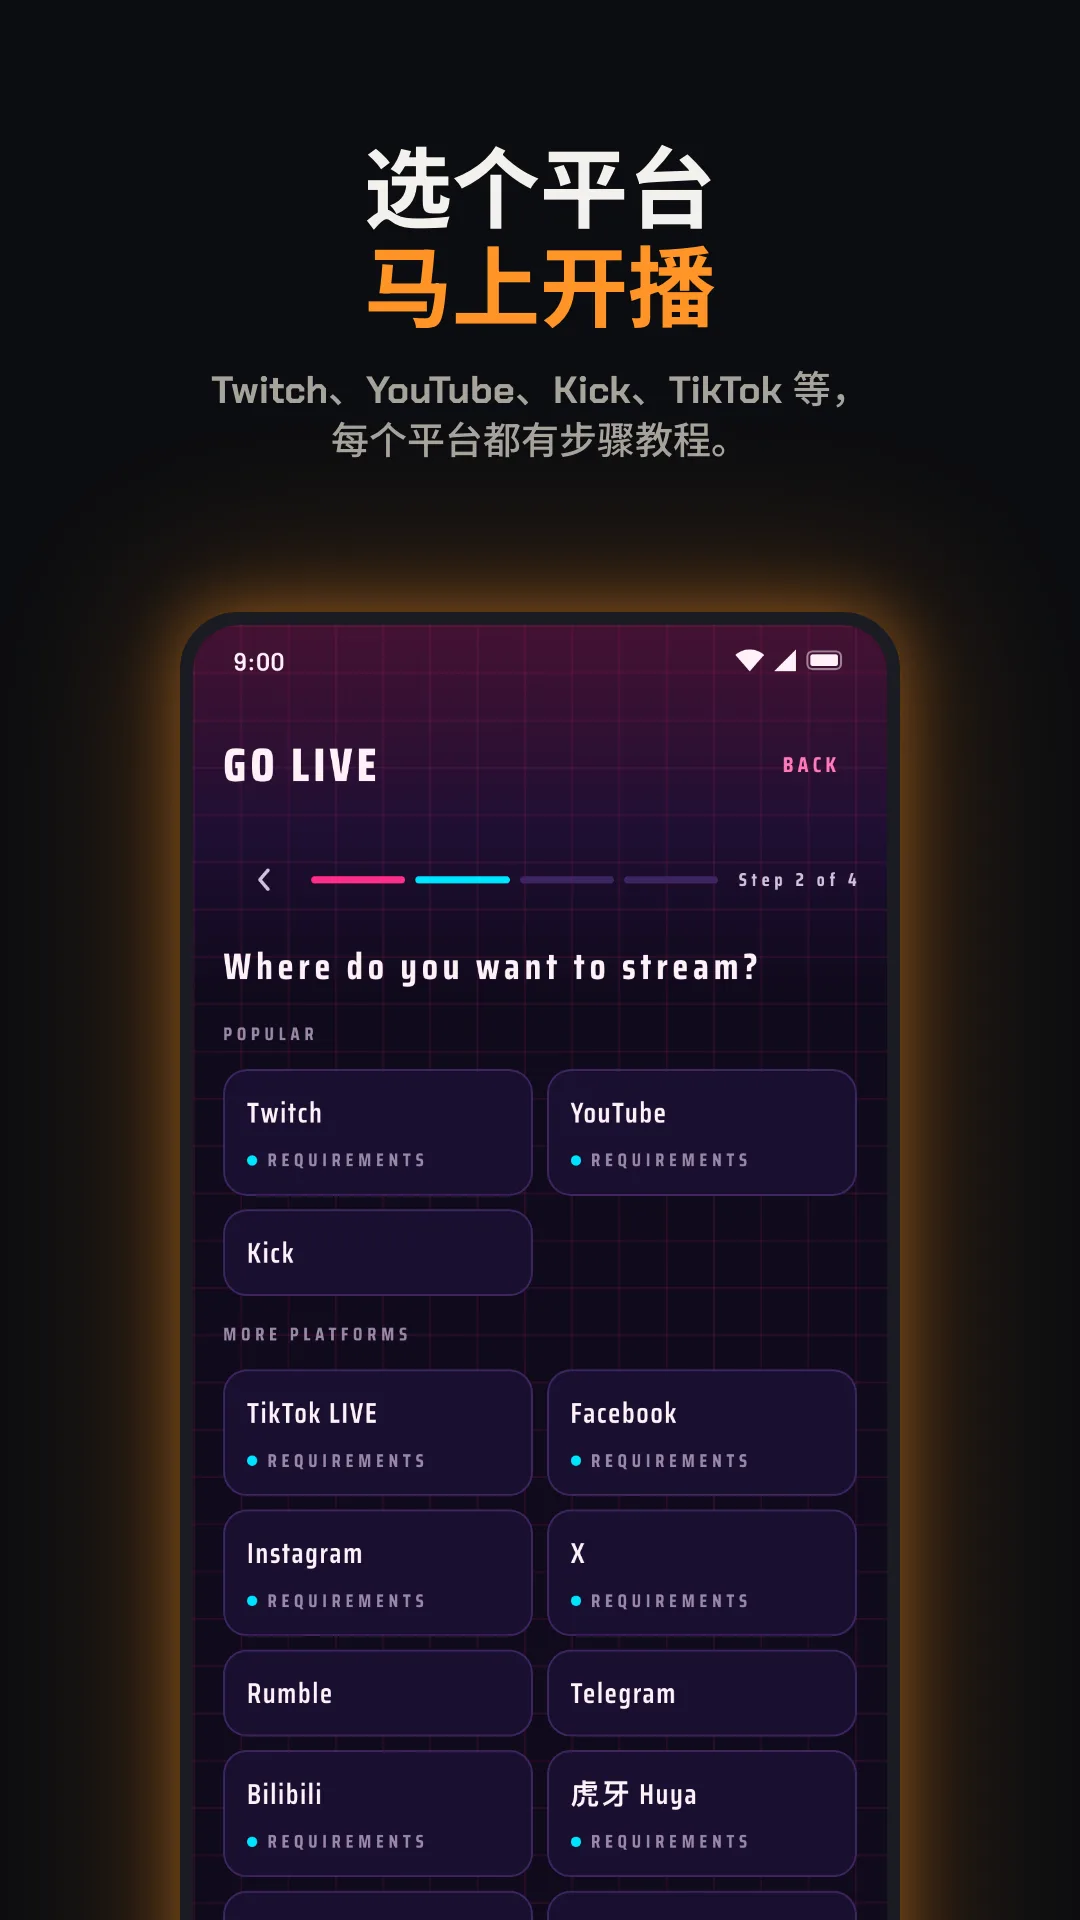 选个平台
马上开播
Twitch、YouTube、Kick、TikTok 等，
每个平台都有步骤教程。
9:00
GO LIVE
BACK
Step 2 of 4
Where do you want to stream?
POPULAR
Twitch
YouTube
REQUIREMENTS
REQUIREMENTS
Kick
MORE PLATFORMS
TikTok LIVE
Facebook
REQUIREMENTS
REQUIREMENTS
Instagram
X
REQUIREMENTS
REQUIREMENTS
Rumble
Telegram
Bilibili
虎牙 Huya
REQUIREMENTS
REQUIREMENTS